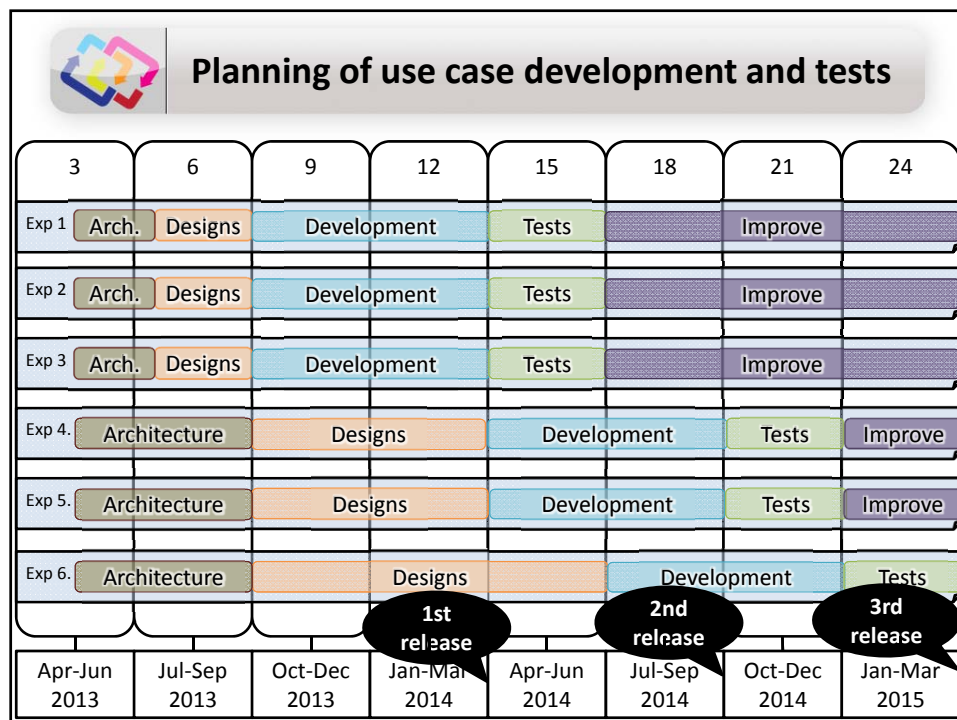 Planning of use case development and tests
3 6 9 12 15 18 21 24
Exp 1 Arch. Designs Development Tests Improve
Exp 2 Arch. Designs Development Tests Improve
Exp 3 Arch. Designs Development Tests Improve
Exp 4. Architecture Designs Development Tests Improve
Exp 5. Architecture Designs Development Tests Improve
Exp 6. Architecture Designs Development Tests
1st 2nd 3rd
release release release
Apr-Jun Jul-Sep Oct-Dec Jan-Mar Apr-Jun Jul-Sep Oct-Dec Jan-Mar
2013 2013 2013 2014 2014 2014 2014 2015